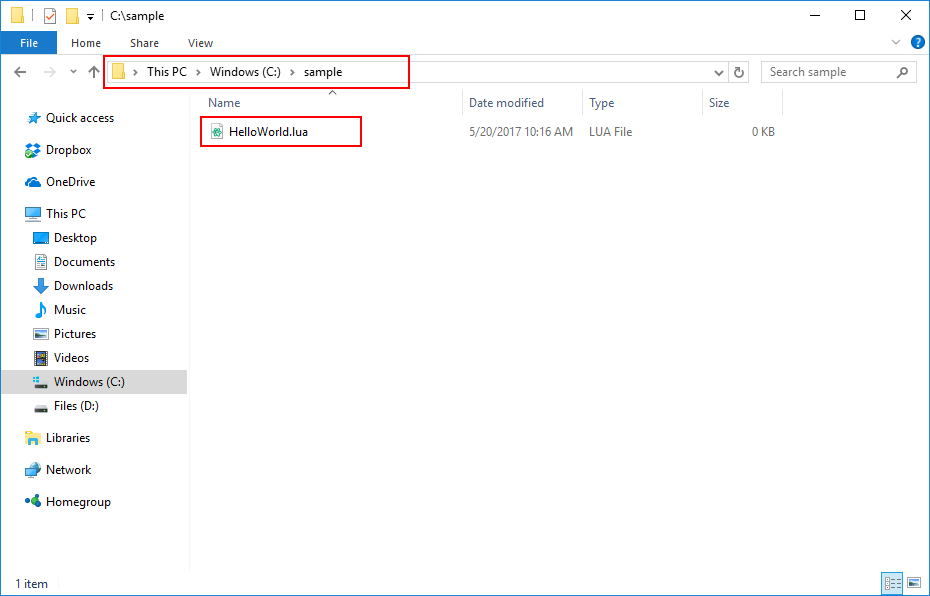 C:\sample
File Home Share View
This PC Windows (C:) sample Search sample
Name Date modified Type Size
HelloWorld.lua 5/20/2017 10:16 AM LUA File 0 KB
Quick access
Dropbox
OneDrive
This PC
Desktop
Documents
Downloads
Music
Pictures
Videos
Windows (C:)
Files (D:)
Libraries
Network
Homegroup
1 item